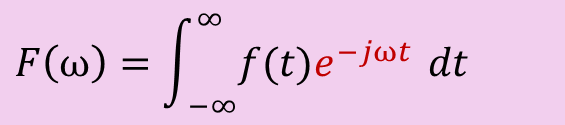 F(ω) = ∫_{-∞}^{∞} f(t)e^{-jωt} dt